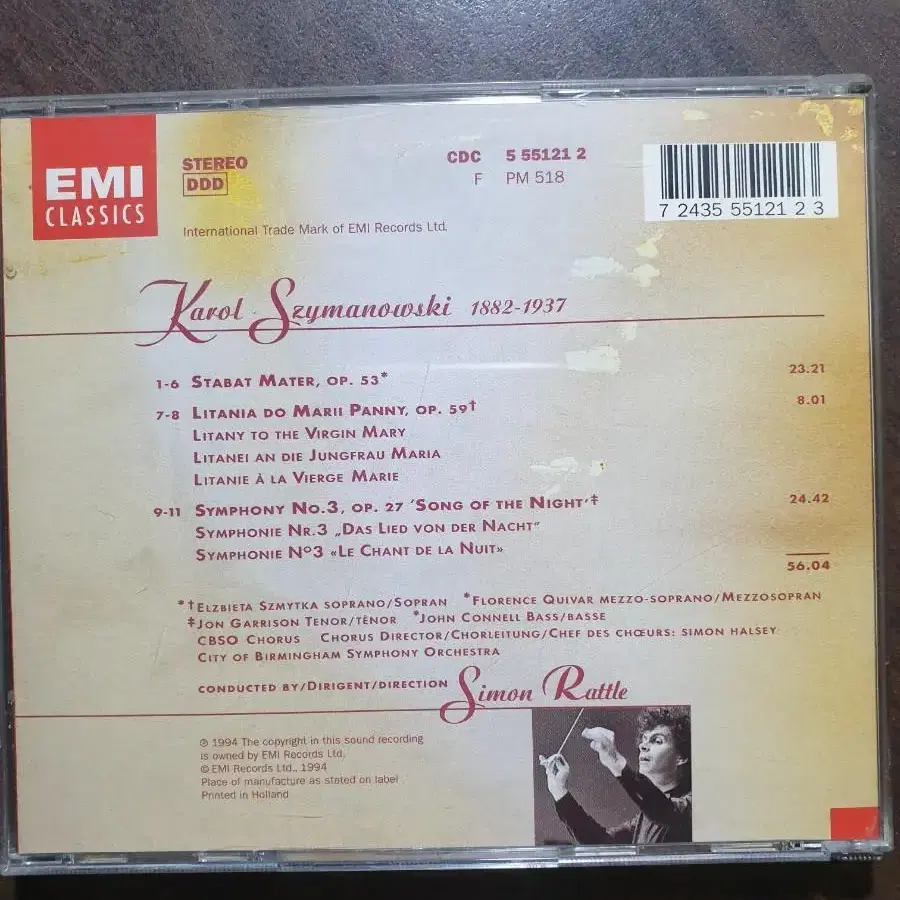 EMI
CLASSICS
STEREO
DDD
CDC 5 55121 2
F PM 518
7 24355 55121 2 3
International Trade Mark of EMI Records Ltd.
Karol Szymanowski 1882-1937
1-6 STABAT MATER, OP. 53* 23.21
7-8 LITANIA DO MARII PANNY, OP. 59† 8.01
LITANY TO THE VIRGIN MARY
LITANEI AN DIE JUNGFRAU MARIA
LITANIE À LA VIERGE MARIE
9-11 SYMPHONY NO.3, OP. 27 'SONG OF THE NIGHT'‡ 24.42
SYMPHONIE NR.3 „DAS LIED VON DER NACHT"
SYMPHONIE NO3 «LE CHANT DE LA NUIT»
56.04
*†ELZBIETA SZMYTKA SOPRANO/SOPRAN *FLORENCE QUIVAR MEZZO-SOPRANO/MEZZOSOPRAN
‡JON GARRISON TENOR/TÉNOR *JOHN CONNELL BASS/BASSE
CBSO CHORUS CHORUS DIRECTOR/CHORLEITUNG/CHEF DES CHŒURS: SIMON HALSEY
CITY OF BIRMINGHAM SYMPHONY ORCHESTRA
CONDUCTED BY/DIRIGENT/DIRECTION Simon Rattle
℗ 1994 The copyright in this sound recording
is owned by EMI Records Ltd.
© EMI Records Ltd., 1994
Place of manufacture as stated on label
Printed in Holland